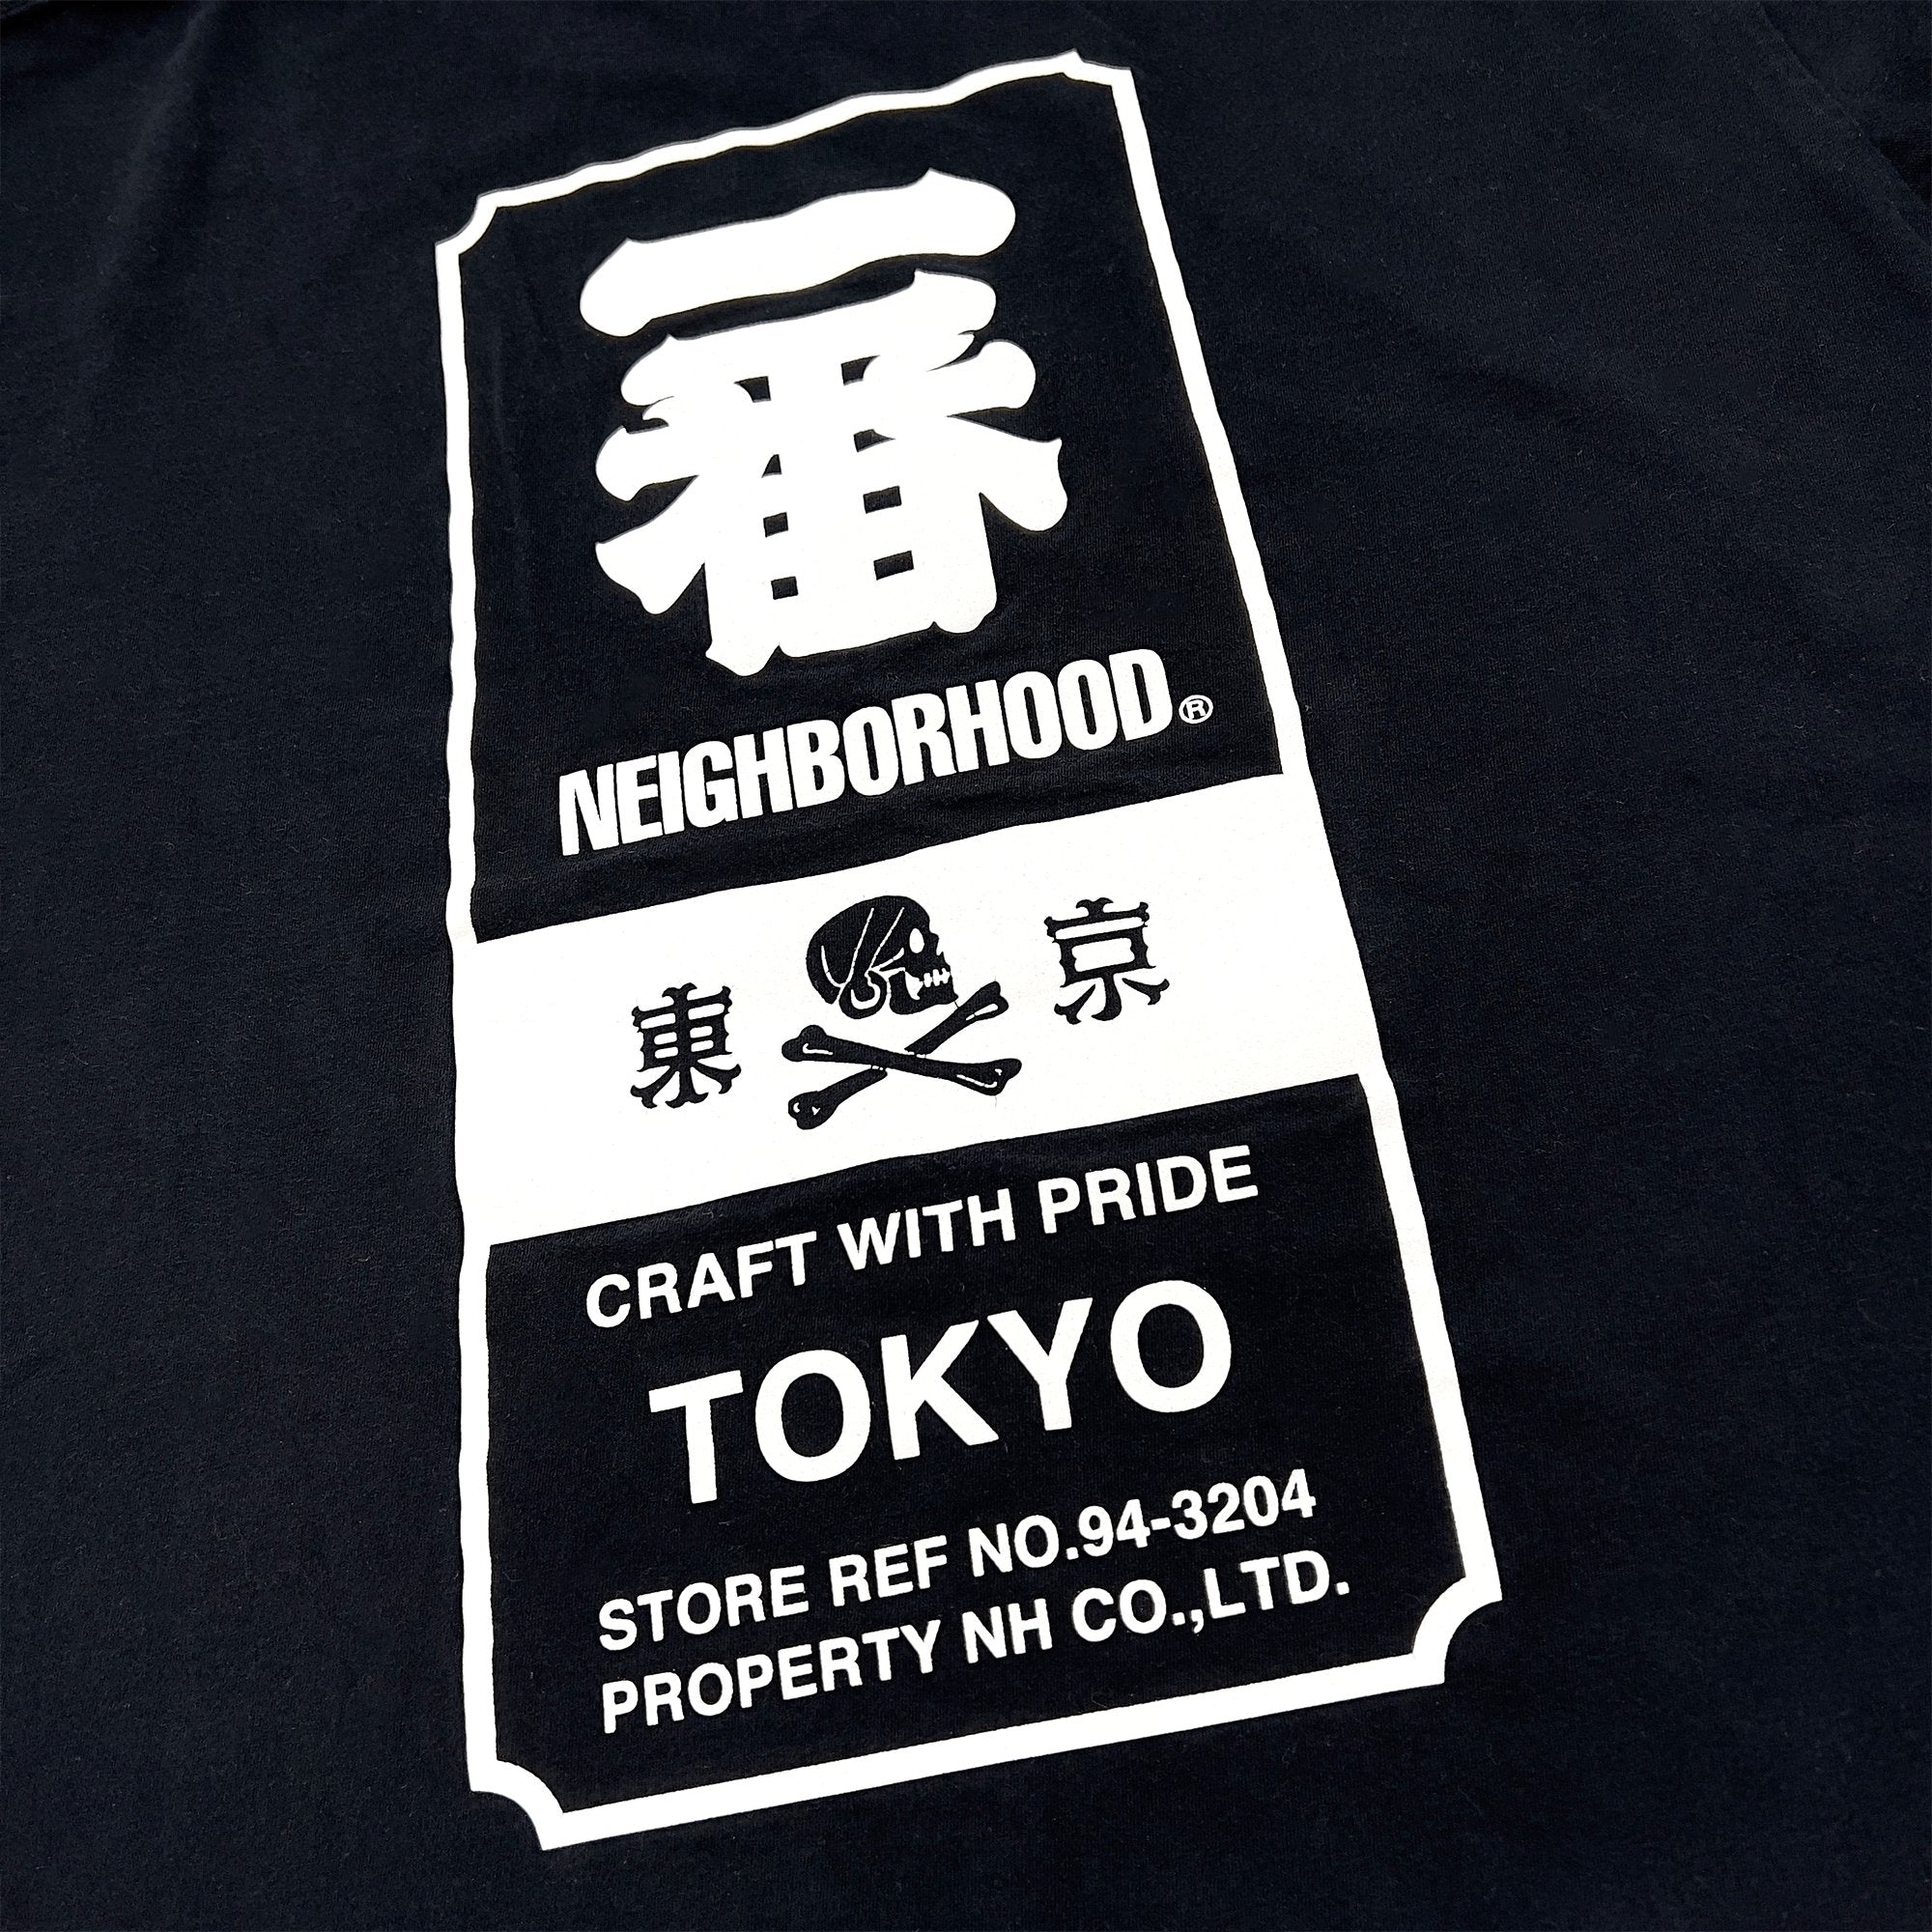 一番
NEIGHBORHOOD®
東 京
CRAFT WITH PRIDE
TOKYO
STORE REF NO.94-3204
PROPERTY NH CO.,LTD.